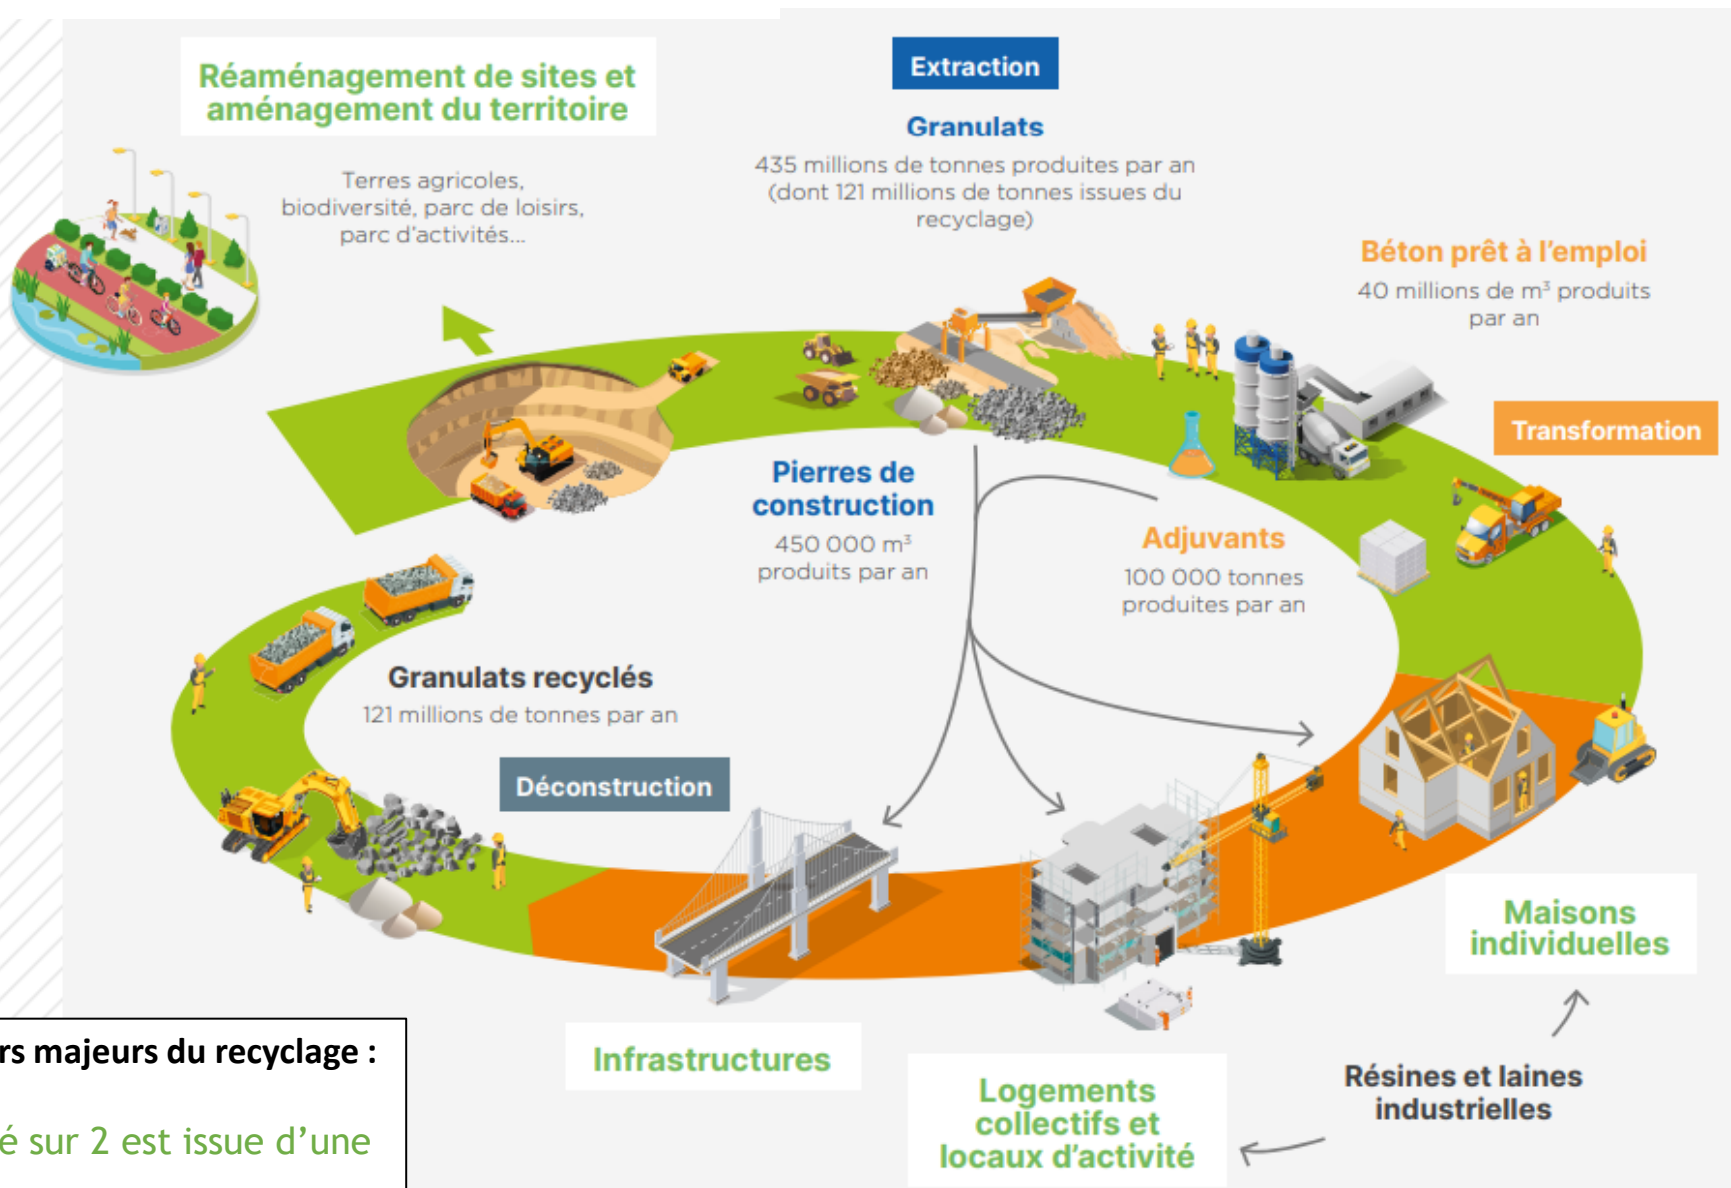 Réaménagement de sites et
aménagement du territoire
Terres agricoles,
biodiversité, parc de loisirs,
parc d'activités...
Extraction
Granulats
435 millions de tonnes produites par an
(dont 121 millions de tonnes issues du
recyclage)
Béton prêt à l'emploi
40 millions de m³ produits
par an
Transformation
Pierres de
construction
450 000 m³
produits par an
Adjuvants
100 000 tonnes
produites par an
Granulats recyclés
121 millions de tonnes par an
Déconstruction
Maisons
individuelles
Infrastructures
Logements
collectifs et
locaux d'activité
Résines et laines
industrielles
majeurs du recyclage :
sur 2 est issue d'une